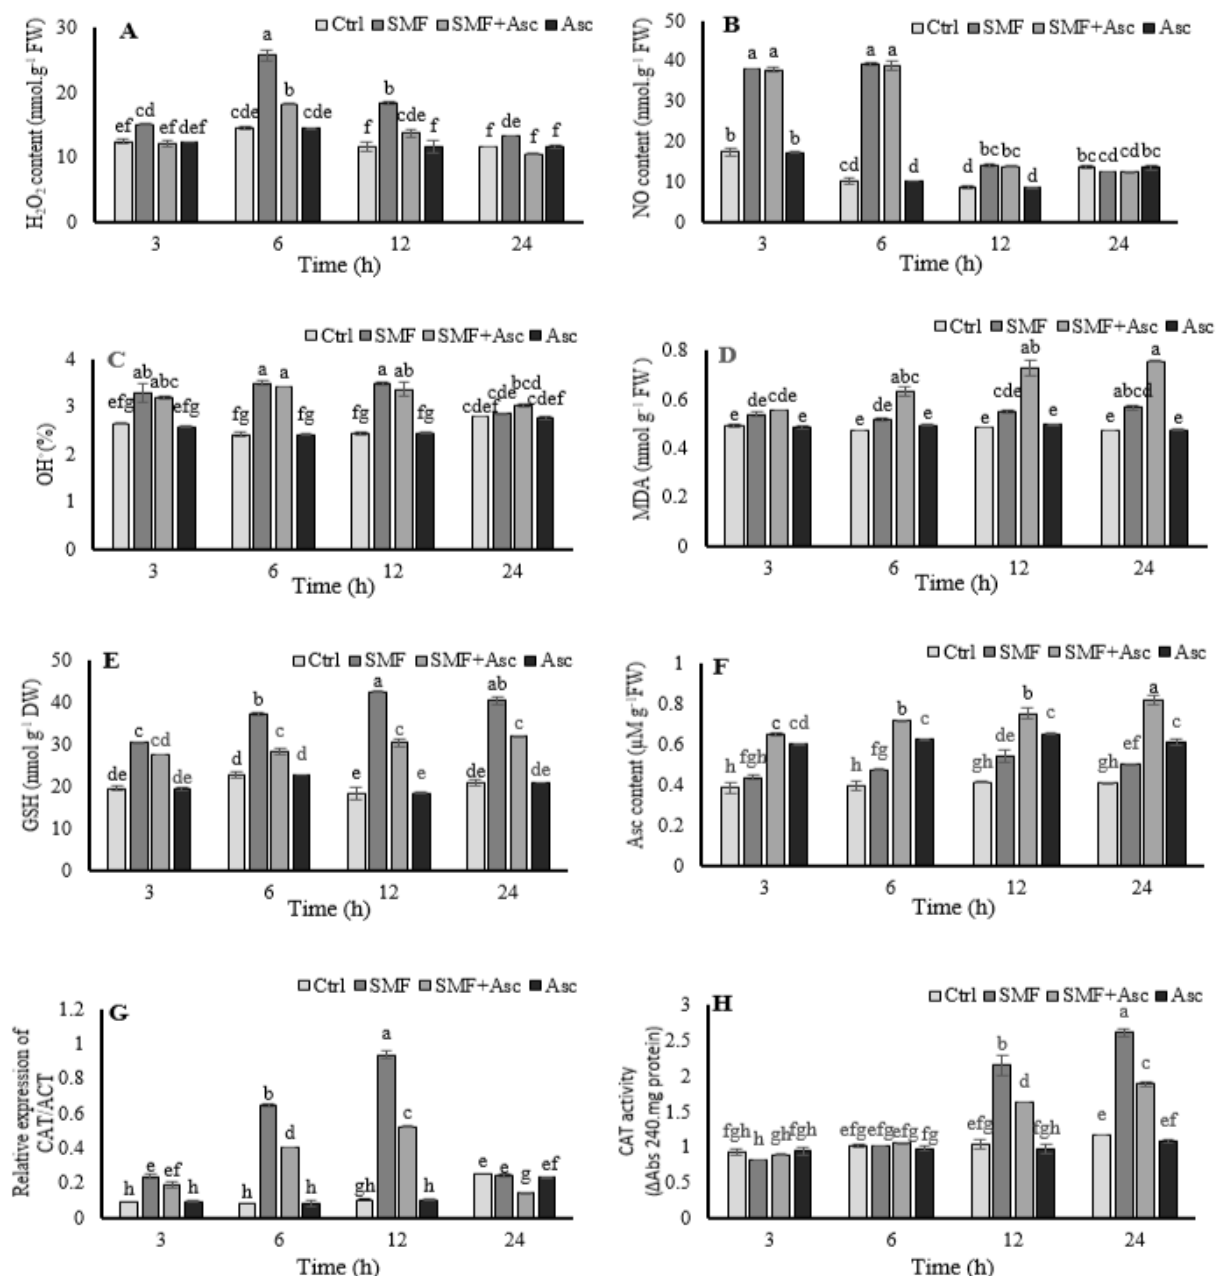 A
Ctrl SMF SMF+Asc Asc
H₂O₂ content (nmol.g⁻¹ FW)
30
20
10
0
ef cd ef def
cde a b cde
f b cde f
f de f f
3 6 12 24
Time (h)
B
Ctrl SMF SMF+Asc Asc
NO content (nmol.g⁻¹ FW)
50
40
30
20
10
0
b a a b
cd a a d
d bc bc d
bc cd cd bc
3 6 12 24
Time (h)
C
Ctrl SMF SMF+Asc Asc
OH°(%)
4
3
2
1
0
efg ab abc efg
fg a a fg
fg a ab fg
cdef cde bcd cdef
3 6 12 24
Time (h)
D
Ctrl SMF SMF+Asc Asc
MDA (nmol g⁻¹ FW )
0.8
0.6
0.4
0.2
0
e de cde e
e de abc e
e cde ab e
e abcd a e
3 6 12 24
Time (h)
E
Ctrl SMF SMF+Asc Asc
GSH (nmol g⁻¹ DW)
50
40
30
20
10
0
de c cd de
d b c d
e a c e
de ab c de
3 6 12 24
Time (h)
F
Ctrl SMF SMF+Asc Asc
Asc content (µM g⁻¹FW)
1
0.8
0.6
0.4
0.2
0
h fgh c cd
h fg b c
gh de b c
gh ef a c
3 6 12 24
Time (h)
G
Ctrl SMF SMF+Asc Asc
Relative expression of
CAT/ACT
1.2
1
0.8
0.6
0.4
0.2
0
h e ef h
h b d h
gh a c h
e e g ef
3 6 12 24
Time (h)
H
Ctrl SMF SMF+Asc Asc
CAT activity
(ΔAbs 240.mg protein)
3
2.5
2
1.5
1
0.5
0
fgh h gh fgh
efg efg efg fg
efg b d fgh
e a c ef
3 6 12 24
Time (h)